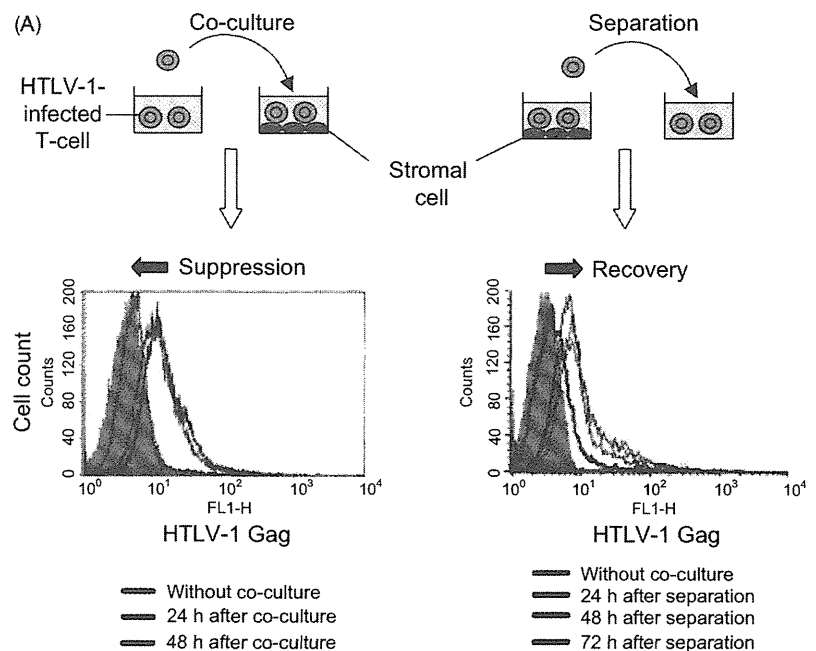 (A)
Co-culture
HTLV-1-
infected
T-cell
Separation
Stromal
cell
Suppression
Cell count
Counts
200
160
120
80
40
0
10^0
10^1
10^2
10^3
10^4
FL1-H
HTLV-1 Gag
Without co-culture
24 h after co-culture
48 h after co-culture
Recovery
Counts
200
160
120
80
40
0
10^0
10^1
10^2
10^3
10^4
FL1-H
HTLV-1 Gag
Without co-culture
24 h after separation
48 h after separation
72 h after separation